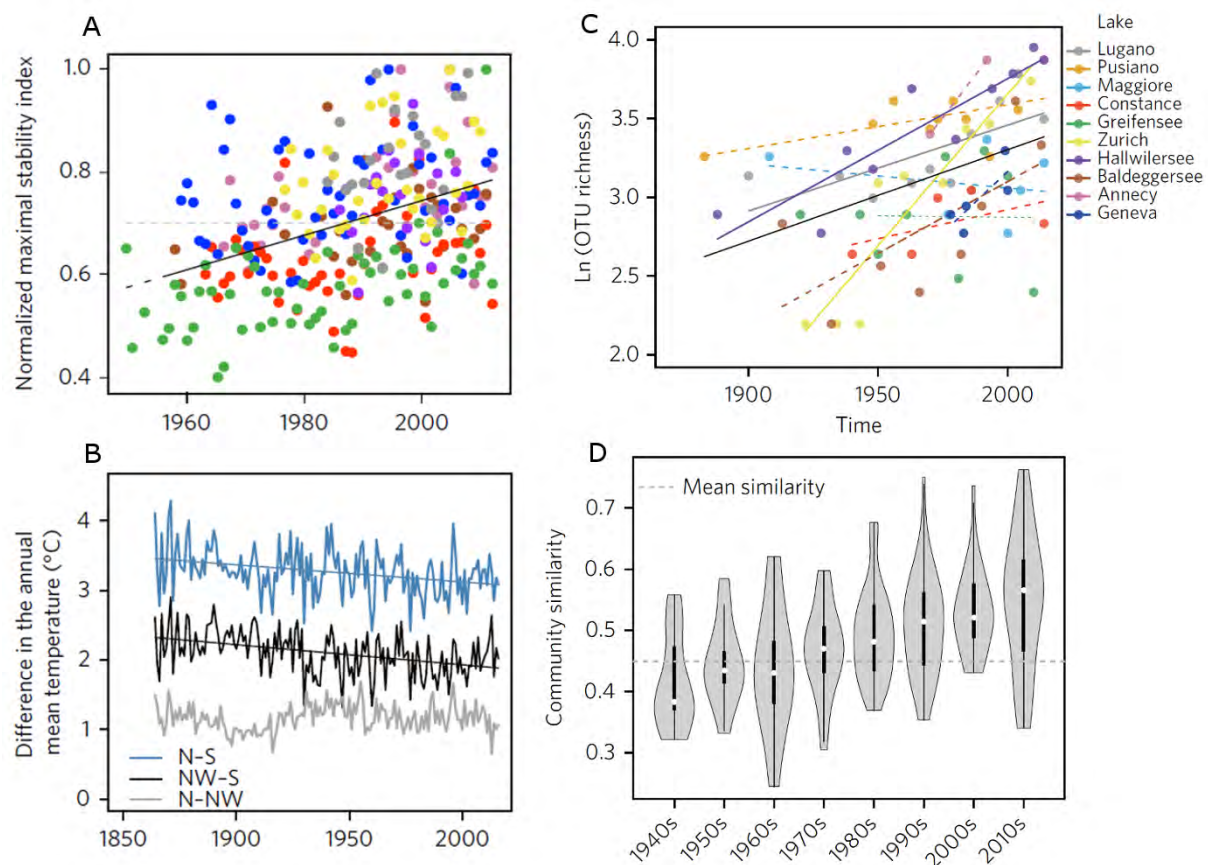 A
Normalized maximal stability index
1.0
0.8
0.6
0.4
1960
1980
2000
B
Difference in the annual
mean temperature (°C)
4
3
2
1
0
N–S
NW–S
N–NW
1850
1900
1950
2000
C
Ln (OTU richness)
4.0
3.5
3.0
2.5
2.0
1900
1950
2000
Time
Lake
Lugano
Pusiano
Maggiore
Constance
Greifensee
Zurich
Hallwilersee
Baldeggersee
Annecy
Geneva
D
Community similarity
Mean similarity
0.7
0.6
0.5
0.4
0.3
1940s
1950s
1960s
1970s
1980s
1990s
2000s
2010s